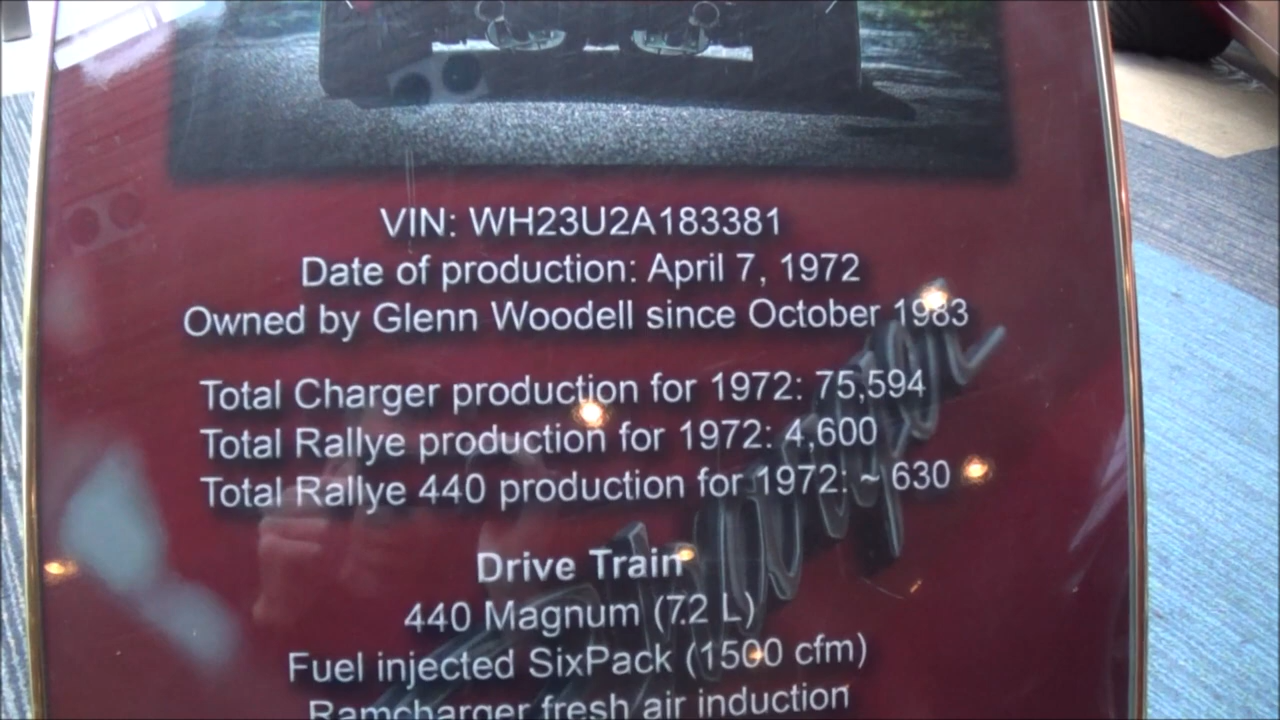 VIN: WH23U2A183381
Date of production: April 7, 1972
Owned by Glenn Woodell since October 1983
Total Charger production for 1972: 75,594
Total Rallye production for 1972: 4,600
Total Rallye 440 production for 1972: ~ 630
Drive Train
440 Magnum (7.2 L)
Fuel injected SixPack (1500 cfm)
Ramcharger fresh air induction